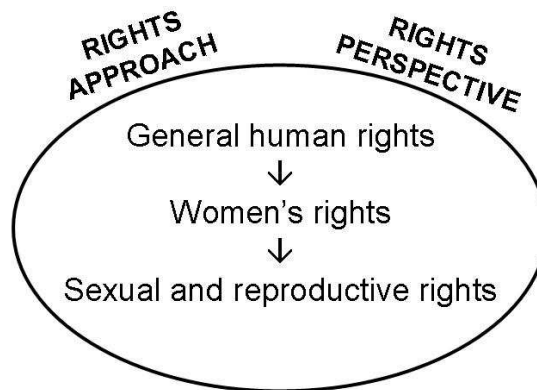 RIGHTS
APPROACH
RIGHTS
PERSPECTIVE
General human rights
↓
Women's rights
↓
Sexual and reproductive rights